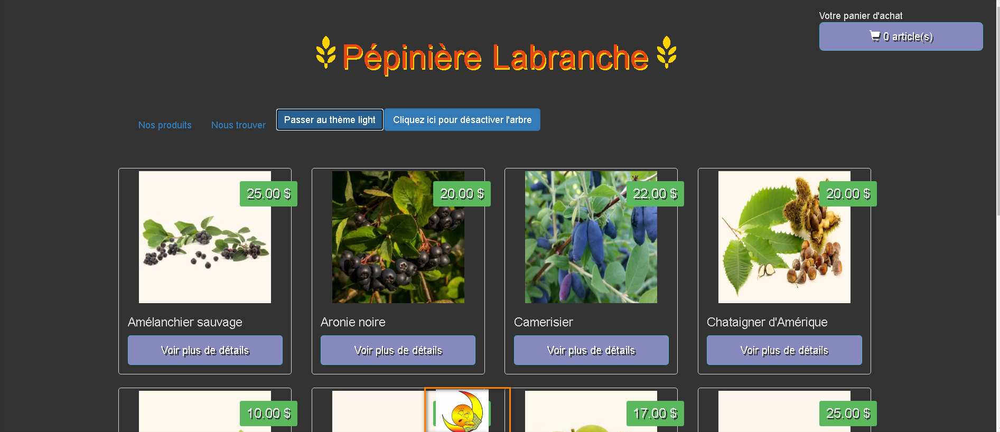 Votre panier d'achat
0 article(s)
Pépinière Labranche
Nos produits
Nous trouver
Passer au thème light
Cliquez ici pour désactiver l'arbre
25.00 $
20.00 $
22.00 $
20.00 $
Amélanchier sauvage
Aronie noire
Camerisier
Chataigner d'Amérique
Voir plus de détails
Voir plus de détails
Voir plus de détails
Voir plus de détails
10.00 $
17.00 $
25.00 $